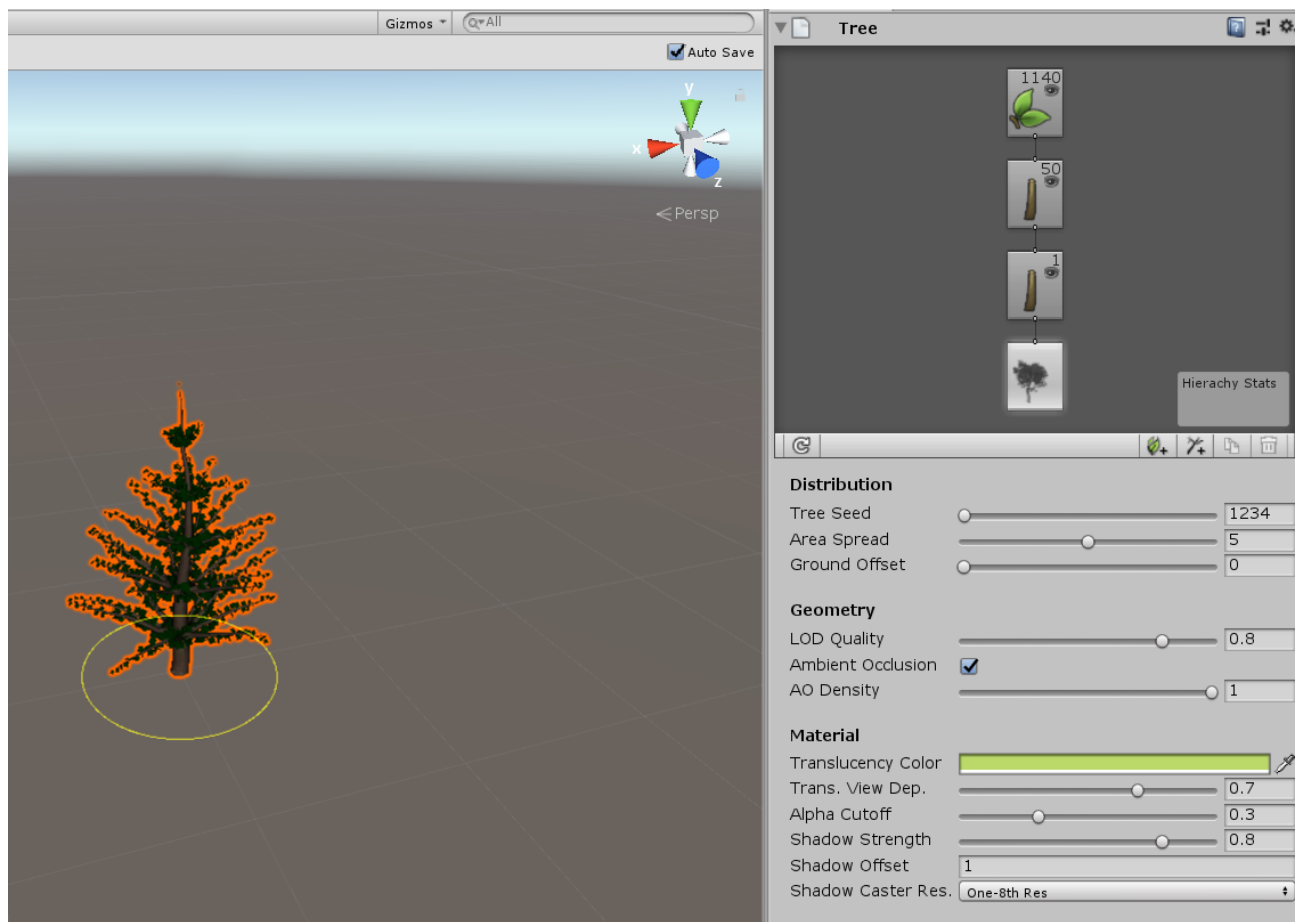 Gizmos
All
Auto Save
y
x
z
Persp
Tree
1140
50
1
Hierachy Stats
Distribution
Tree Seed 1234
Area Spread 5
Ground Offset 0
Geometry
LOD Quality 0.8
Ambient Occlusion
AO Density 1
Material
Translucency Color
Trans. View Dep. 0.7
Alpha Cutoff 0.3
Shadow Strength 0.8
Shadow Offset 1
Shadow Caster Res. One-8th Res